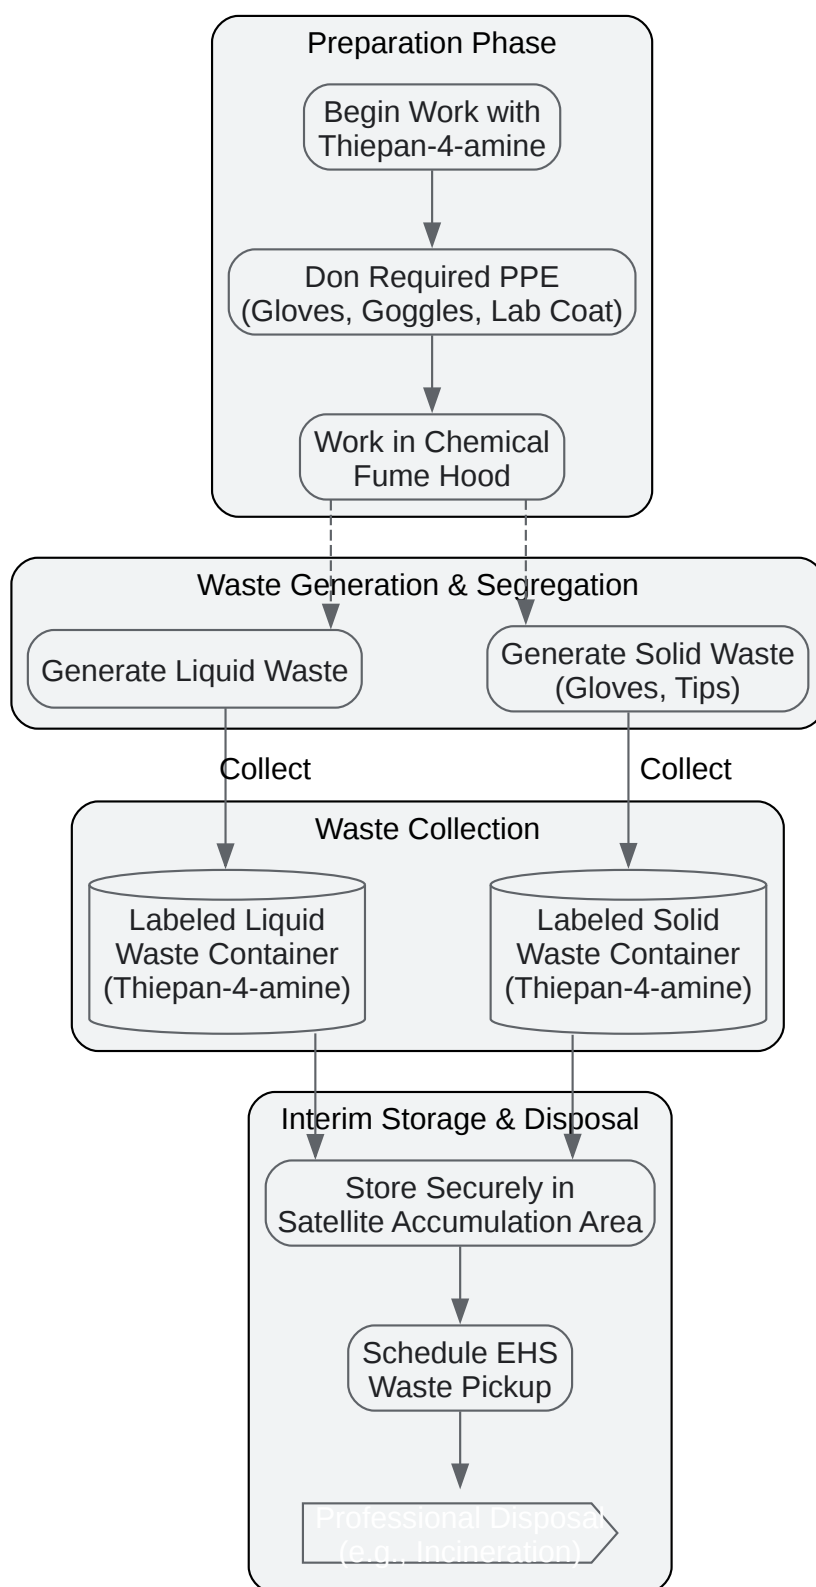 Preparation Phase
Begin Work with
Thiepan-4-amine
Don Required PPE
(Gloves, Goggles, Lab Coat)
Work in Chemical
Fume Hood
Waste Generation & Segregation
Generate Liquid Waste
Generate Solid Waste
(Gloves, Tips)
Collect
Collect
Waste Collection
Labeled Liquid
Waste Container
(Thiepan-4-amine)
Labeled Solid
Waste Container
(Thiepan-4-amine)
Interim Storage & Disposal
Store Securely in
Satellite Accumulation Area
Schedule EHS
Waste Pickup
Professional Disposal
(e.g., Incineration)